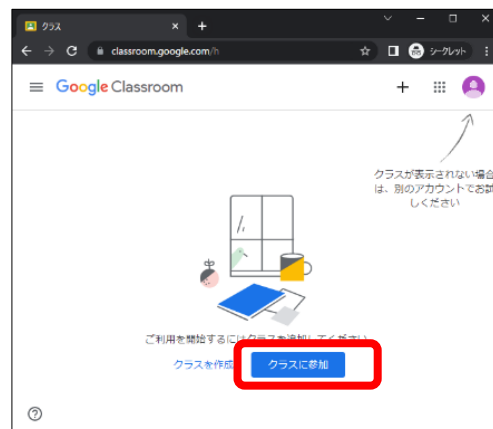 クラス
classroom.google.com/h
シークレット
Google Classroom
クラスが表示されない場合
は、別のアカウントでお試
しください
ご利用を開始するにはクラスを追加してください
クラスを作成
クラスに参加